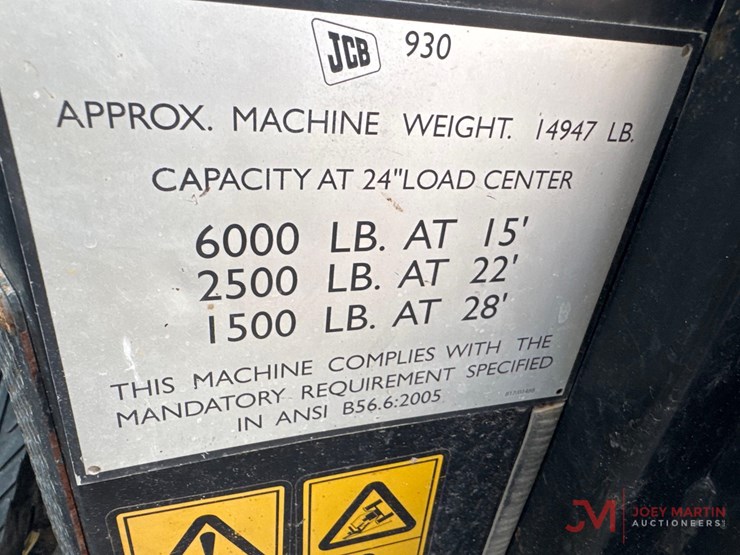 JCB 930
APPROX. MACHINE WEIGHT. 14947 LB.
CAPACITY AT 24"LOAD CENTER
6000 LB. AT 15'
2500 LB. AT 22'
1500 LB. AT 28'
THIS MACHINE COMPLIES WITH THE
MANDATORY REQUIREMENT SPECIFIED
IN ANSI B56.6:2005
JM JOEY MARTIN
AUCTIONEERS